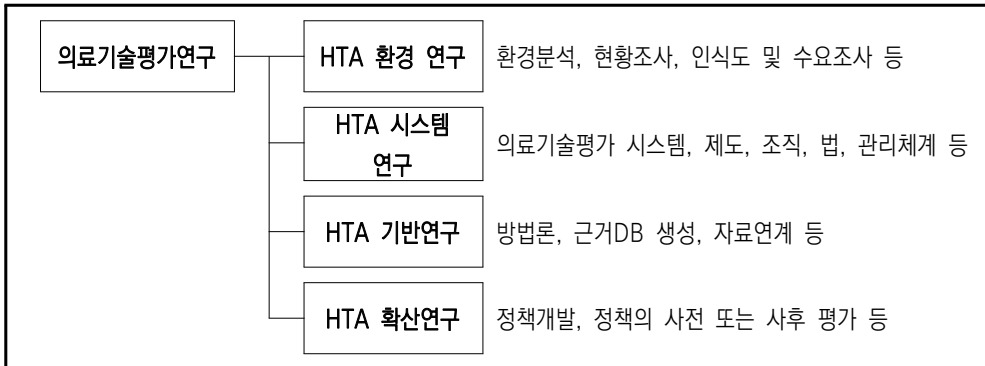 의료기술평가연구
HTA 환경 연구
환경분석, 현황조사, 인식도 및 수요조사 등
HTA 시스템
연구
의료기술평가 시스템, 제도, 조직, 법, 관리체계 등
HTA 기반연구
방법론, 근거DB 생성, 자료연계 등
HTA 확산연구
정책개발, 정책의 사전 또는 사후 평가 등